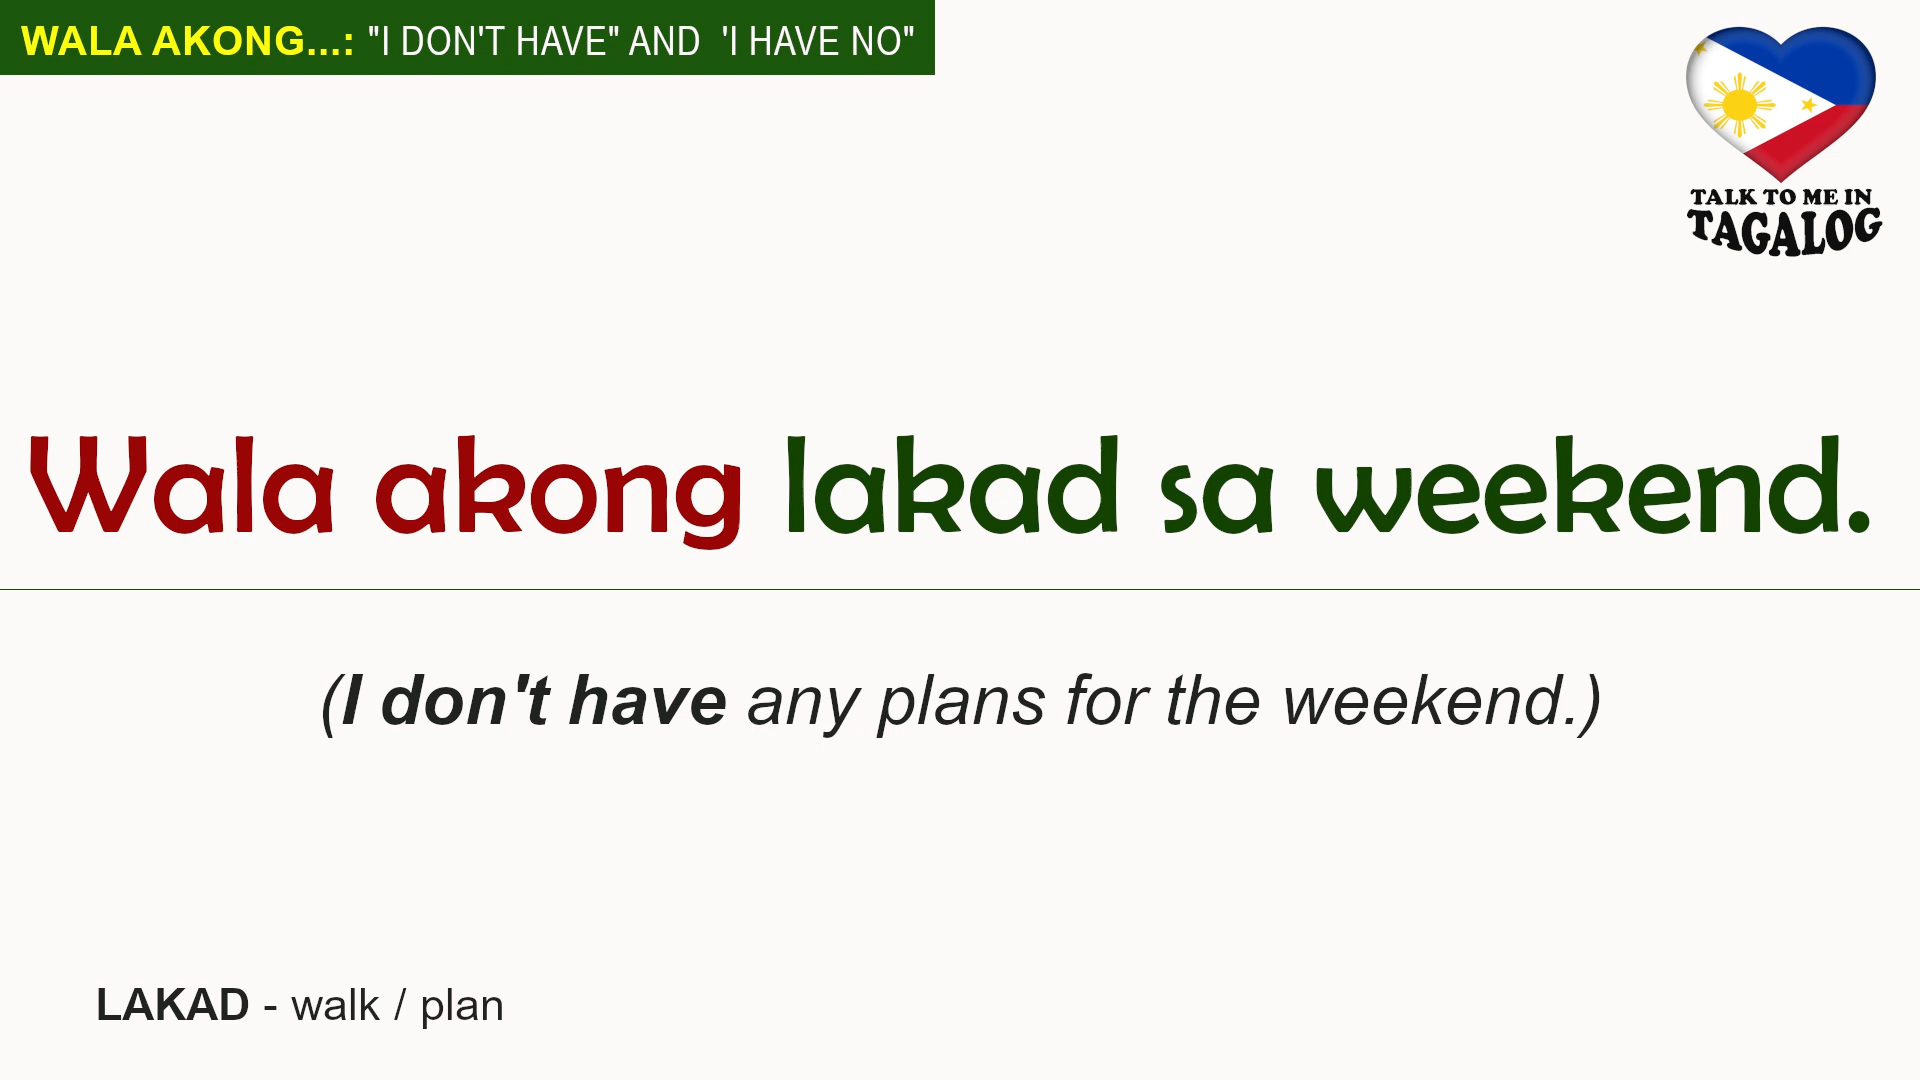 WALA AKONG...: "I DON'T HAVE" AND 'I HAVE NO"
TALK TO ME IN
TAGALOG
Wala akong lakad sa weekend.
(I don't have any plans for the weekend.)
LAKAD - walk / plan